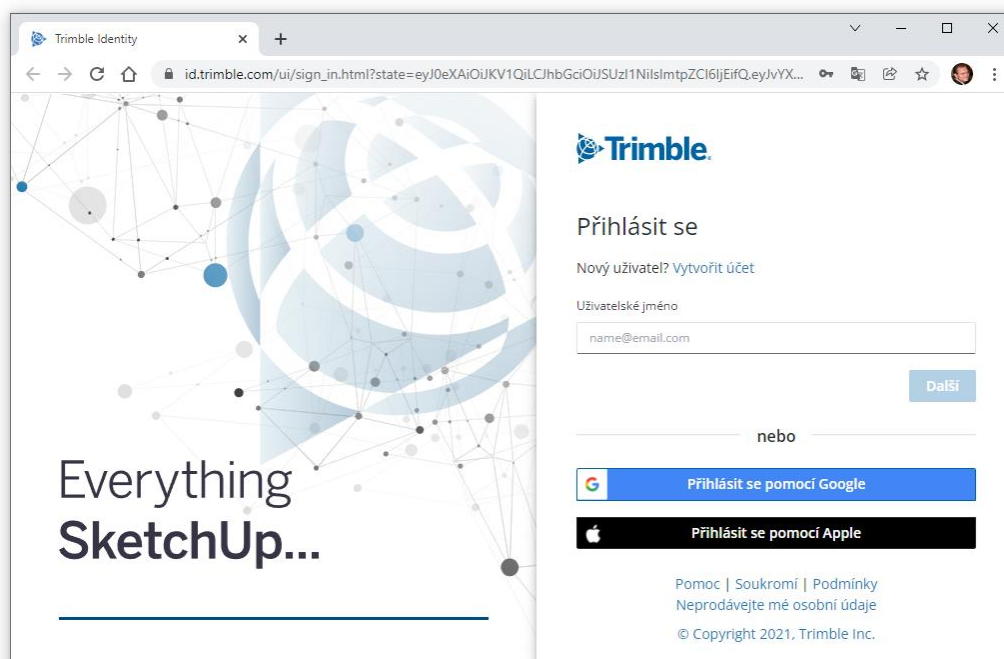 Trimble Identity
id.trimble.com/ui/sign_in.html?state=eyJ0eXAiOiJKV1QiLCJhbGciOiJSUzI1NiIsImtpZCI6IjEifQ.eyJvYX...
Trimble.
Přihlásit se
Nový uživatel? Vytvořit účet
Uživatelské jméno
name@email.com
Další
nebo
Přihlásit se pomocí Google
Přihlásit se pomocí Apple
Everything
SketchUp...
Pomoc | Soukromí | Podmínky
Neprodávejte mé osobní údaje
© Copyright 2021, Trimble Inc.